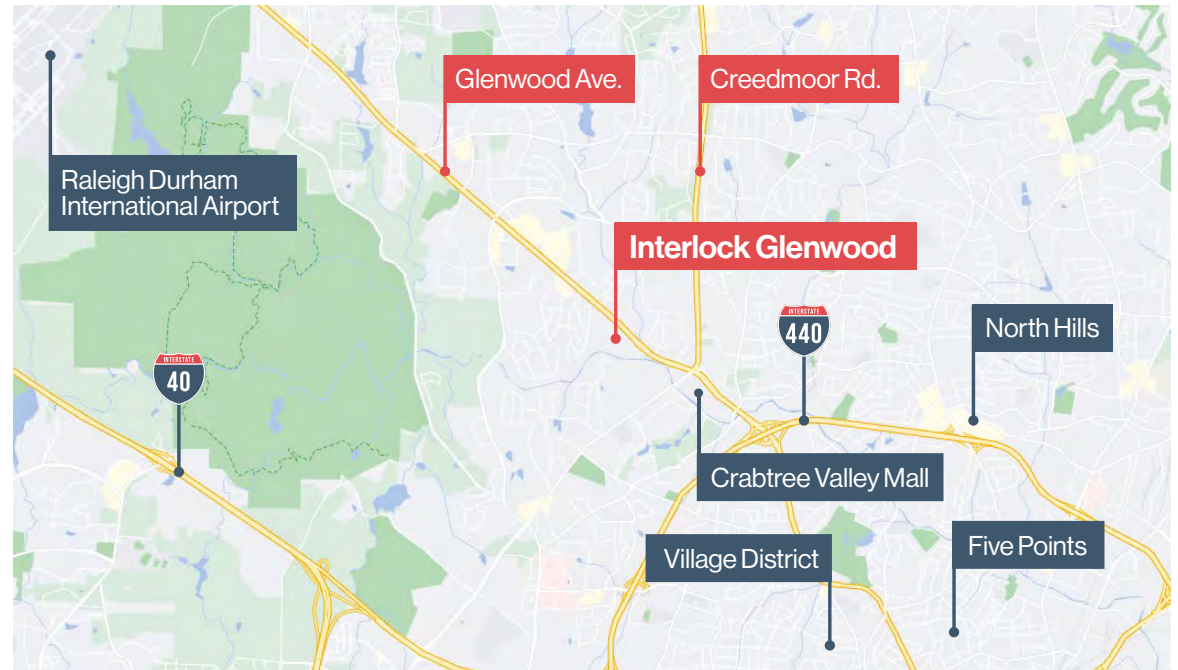 Glenwood Ave.
Creedmoor Rd.
Raleigh Durham
International Airport
Interlock Glenwood
INTERSTATE
440
North Hills
INTERSTATE
40
Crabtree Valley Mall
Five Points
Village District